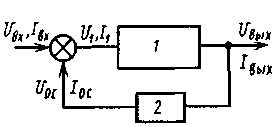 Uвх, Iвх
U1, I1
1
Uвых
Iвых
Uос Iос
2